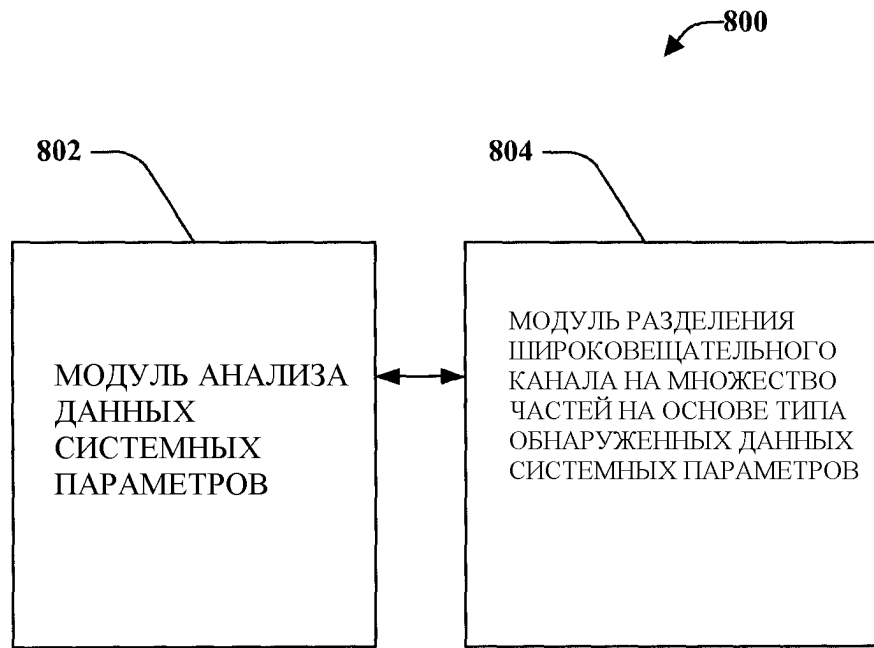 800
802
804
МОДУЛЬ АНАЛИЗА
ДАННЫХ
СИСТЕМНЫХ
ПАРАМЕТРОВ
МОДУЛЬ РАЗДЕЛЕНИЯ
ШИРОКОВЕЩАТЕЛЬНОГО
КАНАЛА НА МНОЖЕСТВО
ЧАСТЕЙ НА ОСНОВЕ ТИПА
ОБНАРУЖЕННЫХ ДАННЫХ
СИСТЕМНЫХ ПАРАМЕТРОВ